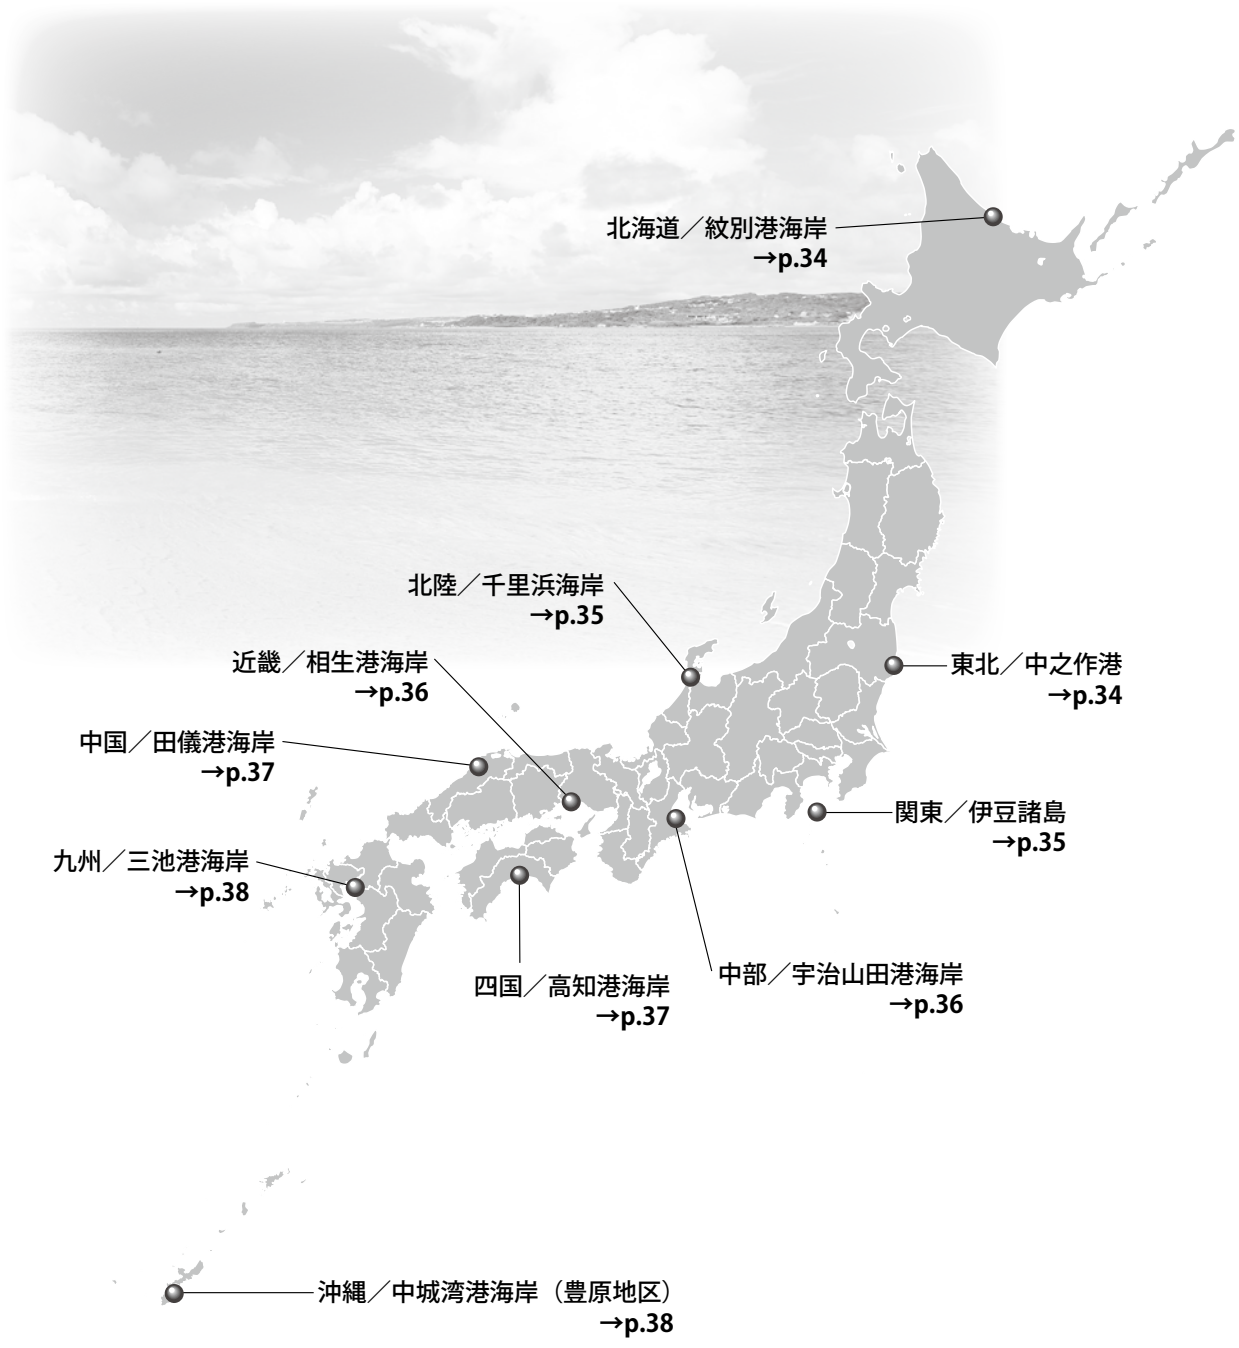 北海道／紋別港海岸
→p.34
北陸／千里浜海岸
→p.35
近畿／相生港海岸
→p.36
東北／中之作港
→p.34
中国／田儀港海岸
→p.37
関東／伊豆諸島
→p.35
九州／三池港海岸
→p.38
中部／宇治山田港海岸
→p.36
四国／高知港海岸
→p.37
沖縄／中城湾港海岸（豊原地区）
→p.38